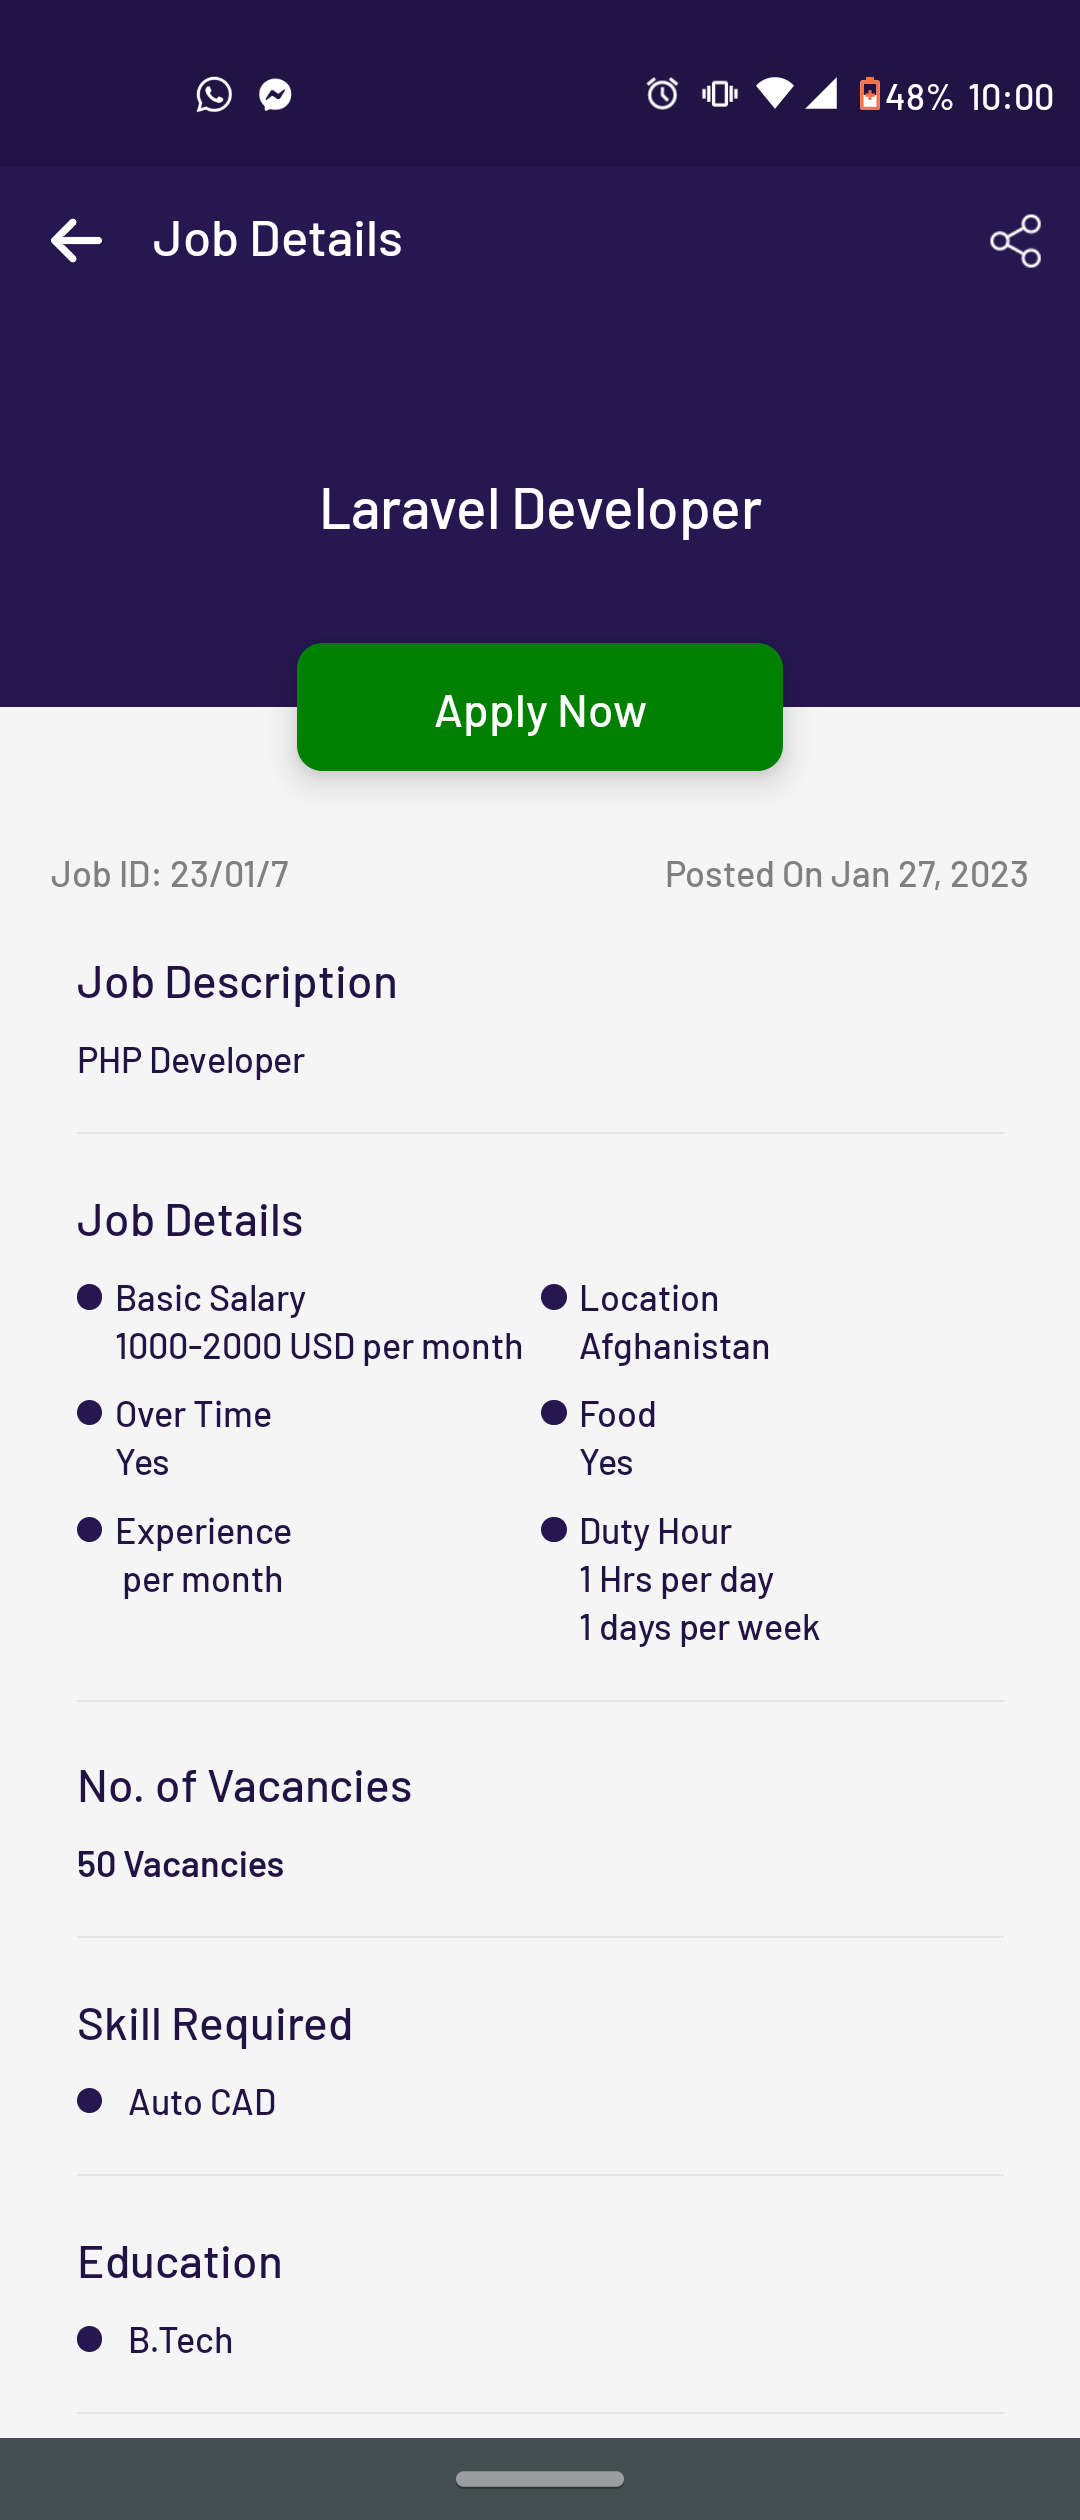 48% 10:00
Job Details
Laravel Developer
Apply Now
Job ID: 23/01/7
Posted On Jan 27, 2023
Job Description
PHP Developer
Job Details
Basic Salary
1000-2000 USD per month
Location
Afghanistan
Over Time
Yes
Food
Yes
Experience
per month
Duty Hour
1 Hrs per day
1 days per week
No. of Vacancies
50 Vacancies
Skill Required
Auto CAD
Education
B.Tech